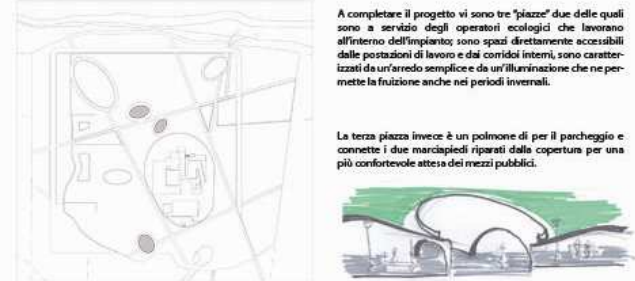 A completare il progetto vi sono tre "piazze" due delle quali
sono a servizio degli operatori ecologici che lavorano
all'interno dell'impianto; sono spazi direttamente accessibili
dalle postazioni di lavoro e dai corridoi interni, sono caratter-
izzati da un'arredo semplice e da un'illuminazione che ne per-
mette la fruizione anche nei periodi invernali.
La terza piazza invece è un polmone di per il parcheggio e
connette i due marciapiedi riparati dalla copertura per una
più confortevole attesa dei mezzi pubblici.